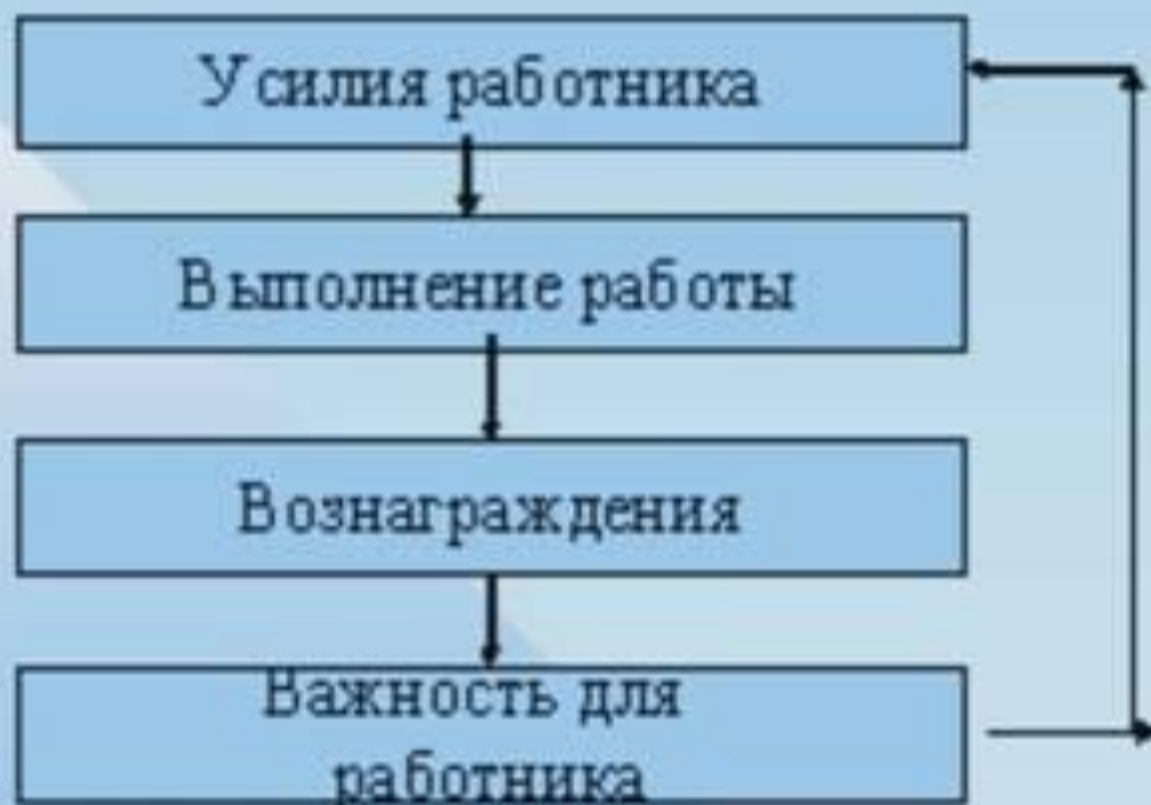 Усилия работника
Выполнение работы
Вознаграждения
Важность для
работника